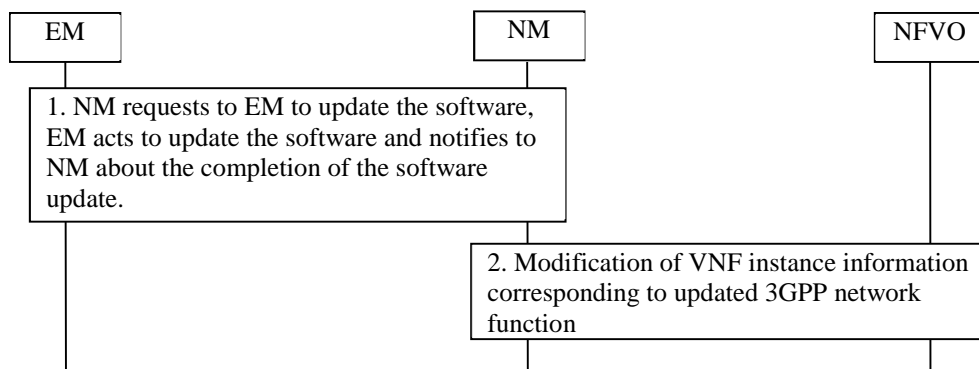 EM
NM
NFVO
1. NM requests to EM to update the software,
EM acts to update the software and notifies to
NM about the completion of the software
update.
2. Modification of VNF instance information
corresponding to updated 3GPP network
function